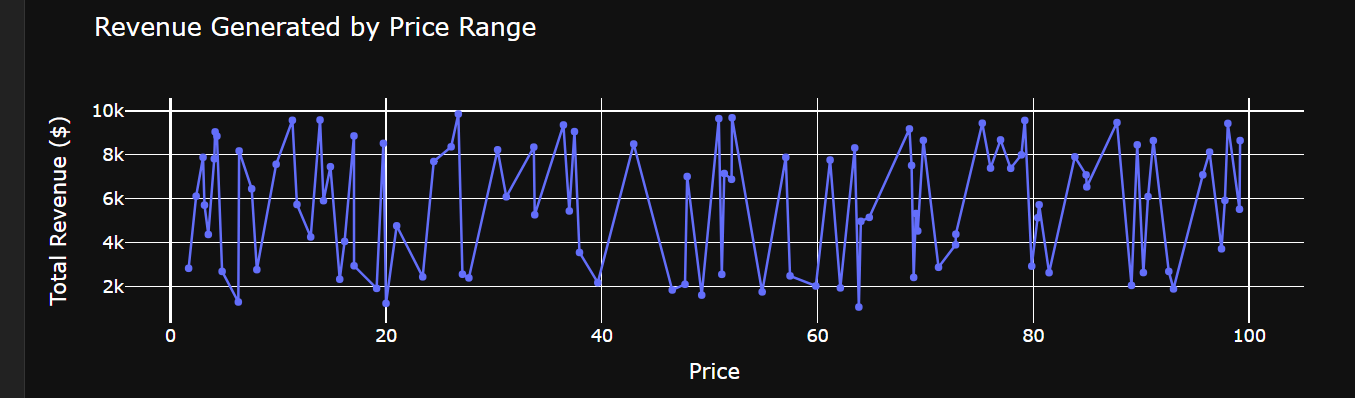 Revenue Generated by Price Range
Total Revenue ($)
10k
8k
6k
4k
2k
0 20 40 60 80 100
Price